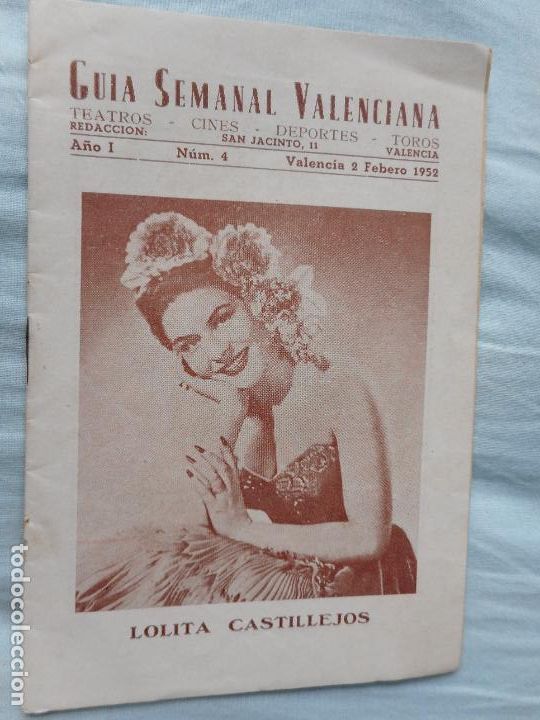 GUIA SEMANAL VALENCIANA
TEATROS - CINES - DEPORTES - TOROS
REDACCION: SAN JACINTO, 11 VALENCIA
Año I Núm. 4 Valencia 2 Febero 1952
LOLITA CASTILLEJOS
todocoleccion